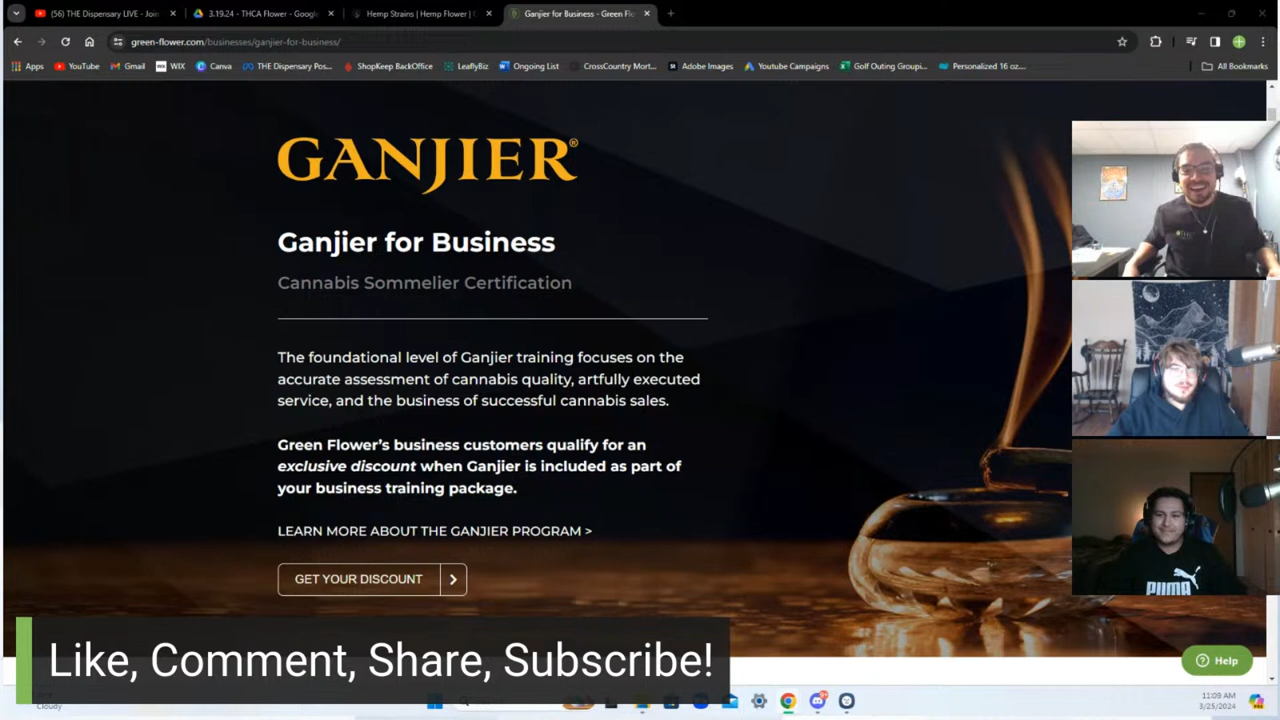 (56) THE Dispensary LIVE - Join
3.19.24 - THCA Flower - Google
Hemp Strains | Hemp Flower |
Ganjier for Business - Green Flo
green-flower.com/businesses/ganjier-for-business/
Apps
YouTube
Gmail
WIX
Canva
THE Dispensary Pos...
ShopKeep BackOffice
LeaflyBiz
Ongoing List
CrossCountry Mort...
Adobe Images
Youtube Campaigns
Golf Outing Groupi...
Personalized 16 oz....
All Bookmarks
GANJIER®
Ganjier for Business
Cannabis Sommelier Certification
The foundational level of Ganjier training focuses on the
accurate assessment of cannabis quality, artfully executed
service, and the business of successful cannabis sales.
Green Flower's business customers qualify for an
exclusive discount when Ganjier is included as part of
your business training package.
LEARN MORE ABOUT THE GANJIER PROGRAM >
GET YOUR DISCOUNT >
PUMA
Like, Comment, Share, Subscribe!
Help
Cloudy
11:09 AM
3/25/2024